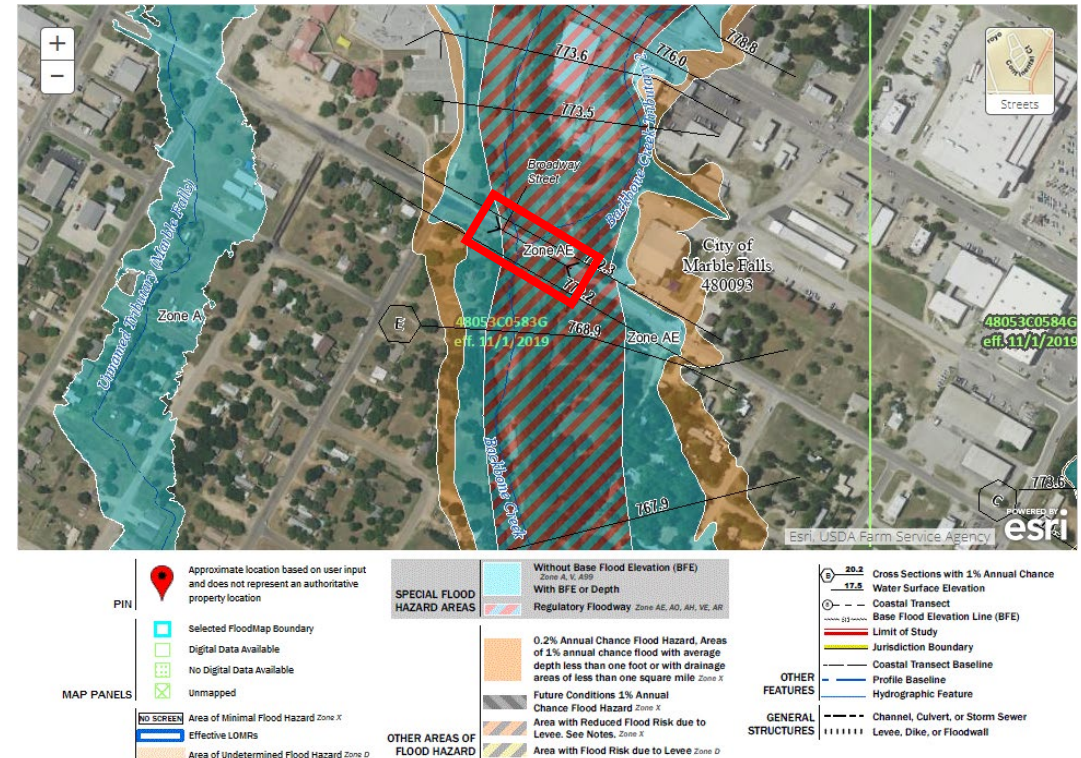 +
−
royo
Continental
Streets
778.8
776.0
773.6
773.5
Backbone Creek Tributary 2
Broadway
Street
Zone AE
City of
Marble Falls
480093
Unnamed Tributary (Marble Falls)
Zone A
E
48053C0583G
eff. 11/1/2019
768.9
Zone AE
48053C0584G
eff. 11/1/2019
Backbone Creek
767.9
773.6
C
POWERED BY
esri
Esri, USDA Farm Service Agency
PIN
Approximate location based on user input
and does not represent an authoritative
property location
MAP PANELS
Selected FloodMap Boundary
Digital Data Available
No Digital Data Available
Unmapped
NO SCREEN Area of Minimal Flood Hazard Zone X
Effective LOMRs
Area of Undetermined Flood Hazard Zone D
SPECIAL FLOOD
HAZARD AREAS
Without Base Flood Elevation (BFE)
Zone A, V, A99
With BFE or Depth
Regulatory Floodway Zone AE, AO, AH, VE, AR
0.2% Annual Chance Flood Hazard, Areas
of 1% annual chance flood with average
depth less than one foot or with drainage
areas of less than one square mile Zone X
Future Conditions 1% Annual
Chance Flood Hazard Zone X
Area with Reduced Flood Risk due to
Levee. See Notes. Zone X
Area with Flood Risk due to Levee Zone D
OTHER AREAS OF
FLOOD HAZARD
B 20.2 Cross Sections with 1% Annual Chance
17.5 Water Surface Elevation
8 Coastal Transect
513 Base Flood Elevation Line (BFE)
Limit of Study
Jurisdiction Boundary
Coastal Transect Baseline
OTHER
FEATURES
Profile Baseline
Hydrographic Feature
GENERAL
STRUCTURES
Channel, Culvert, or Storm Sewer
Levee, Dike, or Floodwall